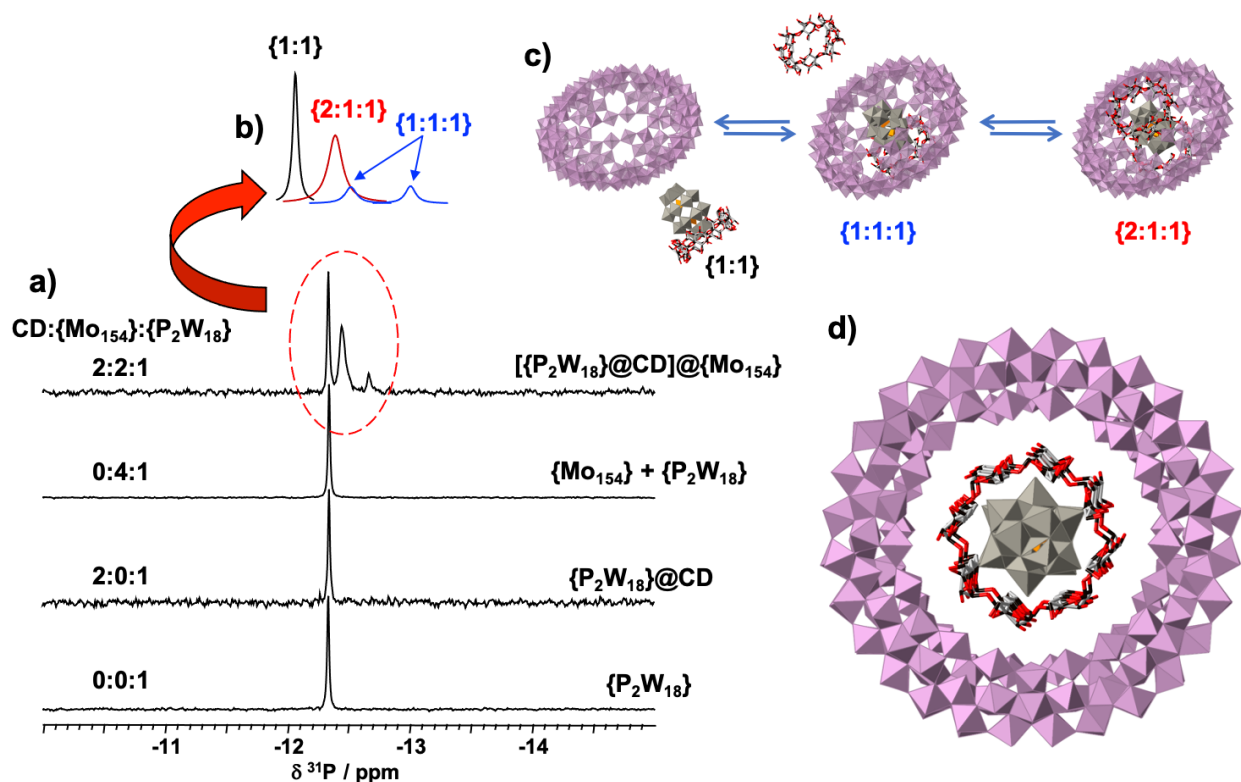 {1:1}
b)
{2:1:1}
{1:1:1}
a)
CD:{Mo₁₅₄}:{P₂W₁₈}
2:2:1
[{P₂W₁₈}@CD]@{Mo₁₅₄}
0:4:1
{Mo₁₅₄} + {P₂W₁₈}
2:0:1
{P₂W₁₈}@CD
0:0:1
{P₂W₁₈}
-11
-12
-13
-14
δ ³¹P / ppm
c)
{1:1}
{1:1:1}
{2:1:1}
d)